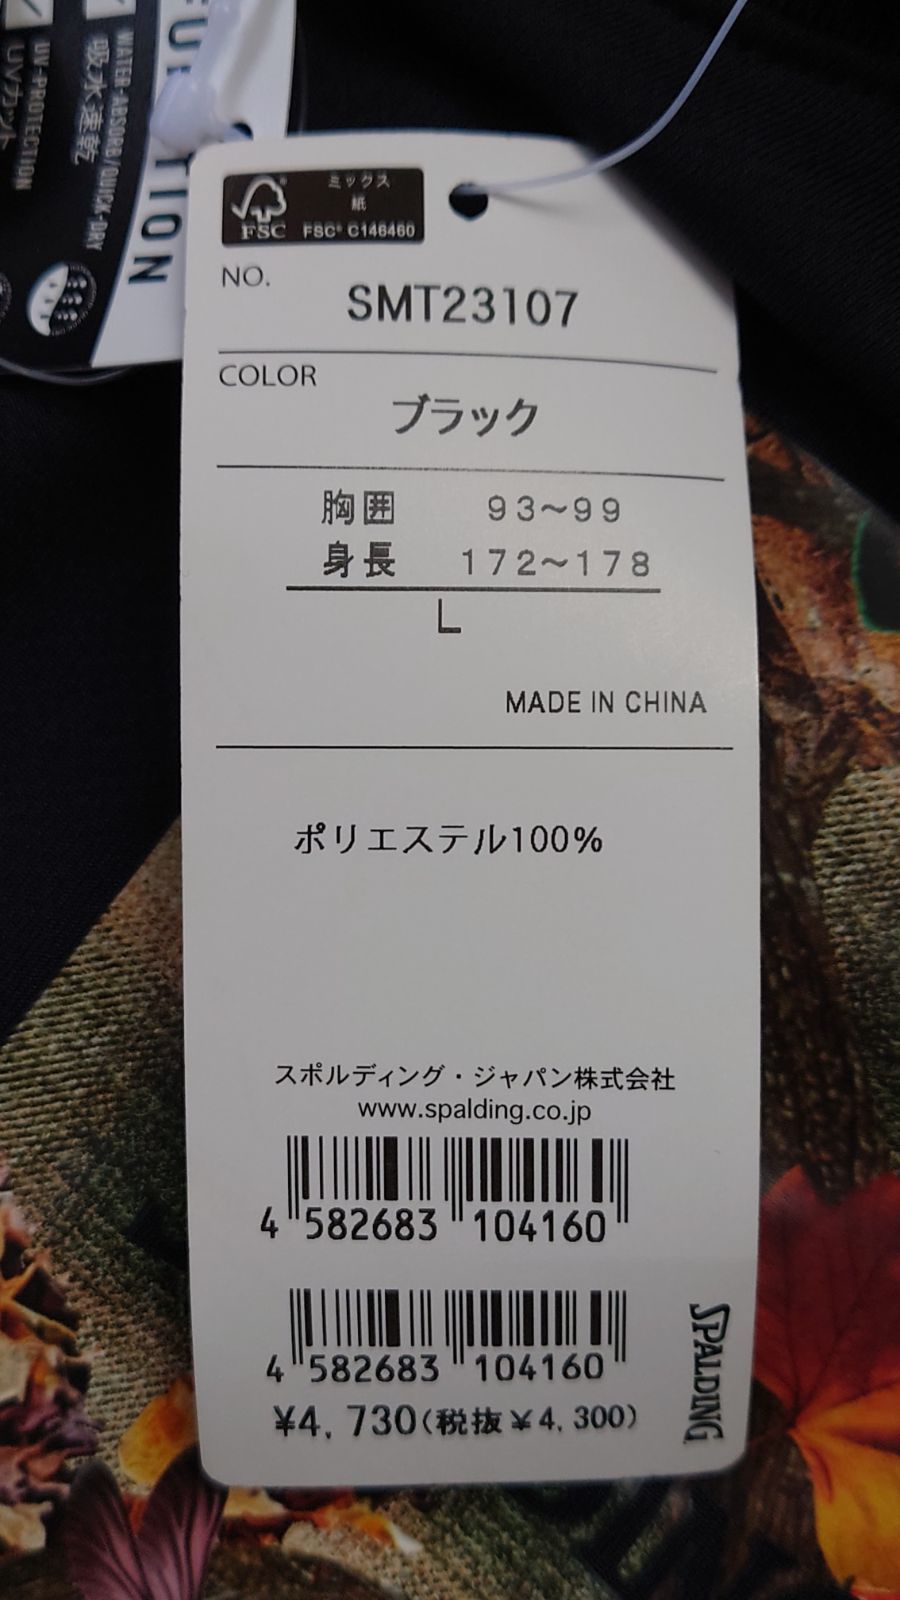 FUNCTION
WATER-ABSORB/QUICK-DRY
吸水速乾
UV-PROTECTION
UVカット
FSC
ミックス
紙
FSC® C146460
NO.
SMT23107
COLOR
ブラック
胸囲 93~99
身長 172~178
L
MADE IN CHINA
ポリエステル100%
スポルディング・ジャパン株式会社
www.spalding.co.jp
4 582683 104160
4 582683 104160
¥4,730(税抜¥4,300)
SPALDING